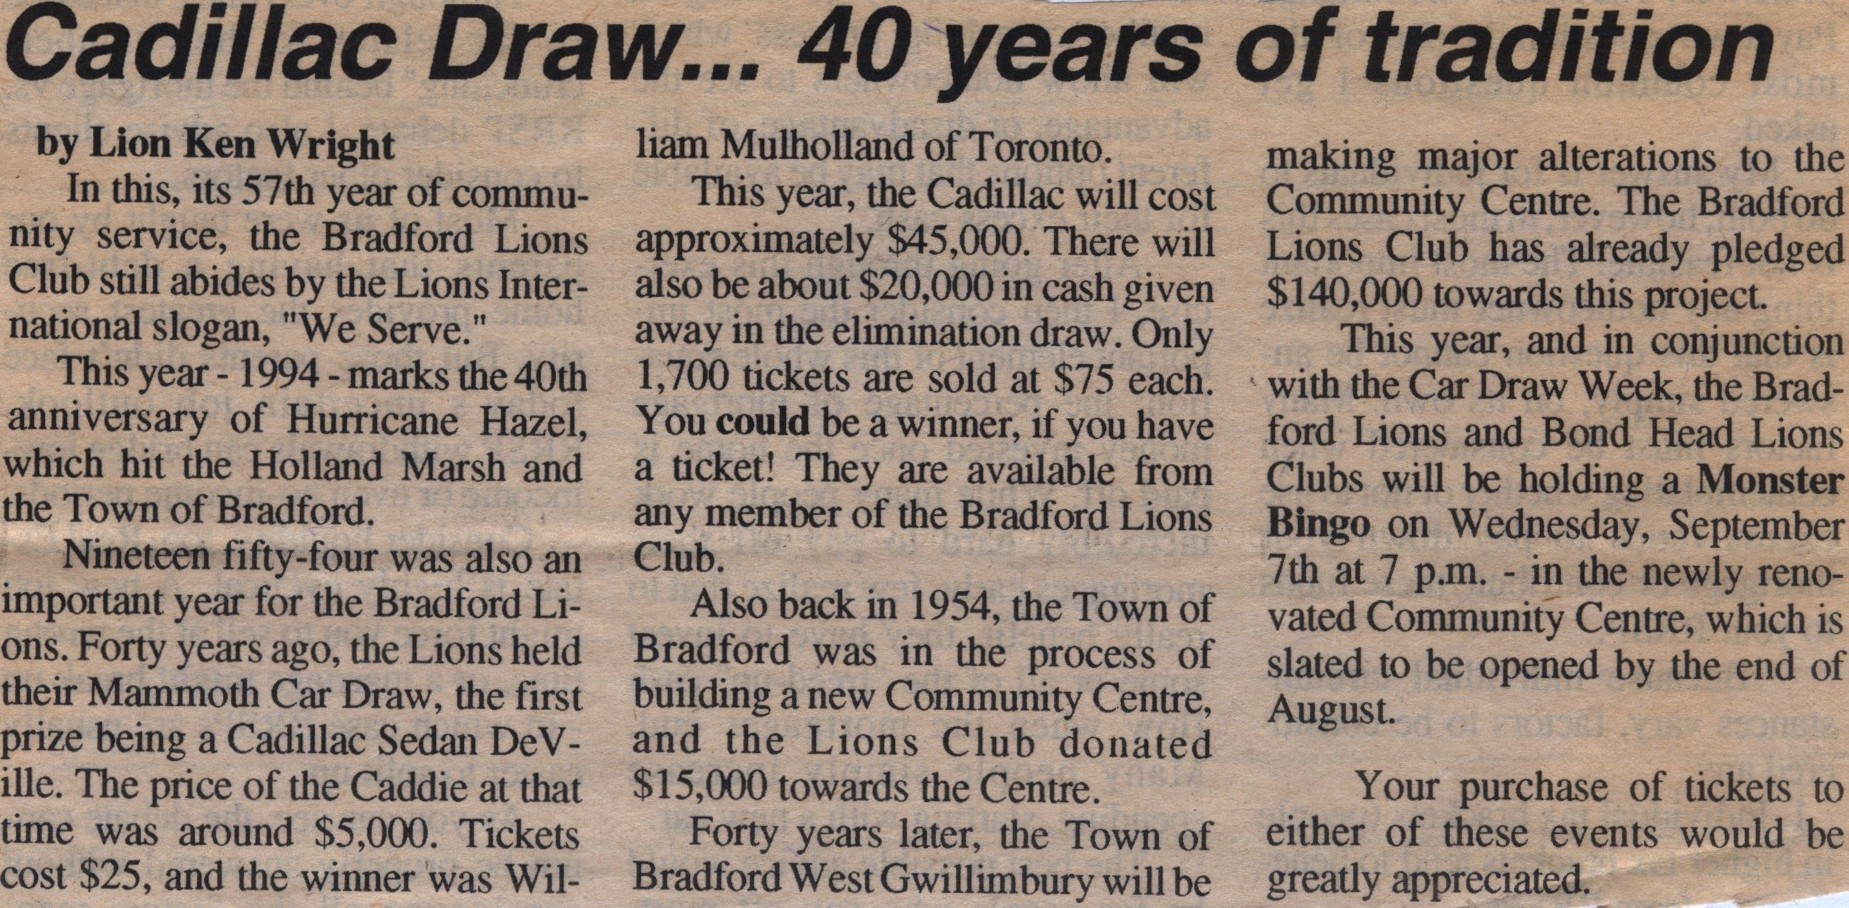 Cadillac Draw... 40 years of tradition
by Lion Ken Wright
In this, its 57th year of commu-
nity service, the Bradford Lions
Club still abides by the Lions Inter-
national slogan, "We Serve."
This year - 1994 - marks the 40th
anniversary of Hurricane Hazel,
which hit the Holland Marsh and
the Town of Bradford.
Nineteen fifty-four was also an
important year for the Bradford Li-
ons. Forty years ago, the Lions held
their Mammoth Car Draw, the first
prize being a Cadillac Sedan DeV-
ille. The price of the Caddie at that
time was around $5,000. Tickets
cost $25, and the winner was Wil-
liam Mulholland of Toronto.
This year, the Cadillac will cost
approximately $45,000. There will
also be about $20,000 in cash given
away in the elimination draw. Only
1,700 tickets are sold at $75 each.
You could be a winner, if you have
a ticket! They are available from
any member of the Bradford Lions
Club.
Also back in 1954, the Town of
Bradford was in the process of
building a new Community Centre,
and the Lions Club donated
$15,000 towards the Centre.
Forty years later, the Town of
Bradford West Gwillimbury will be
making major alterations to the
Community Centre. The Bradford
Lions Club has already pledged
$140,000 towards this project.
This year, and in conjunction
with the Car Draw Week, the Brad-
ford Lions and Bond Head Lions
Clubs will be holding a Monster
Bingo on Wednesday, September
7th at 7 p.m. - in the newly reno-
vated Community Centre, which is
slated to be opened by the end of
August.
Your purchase of tickets to
either of these events would be
greatly appreciated.